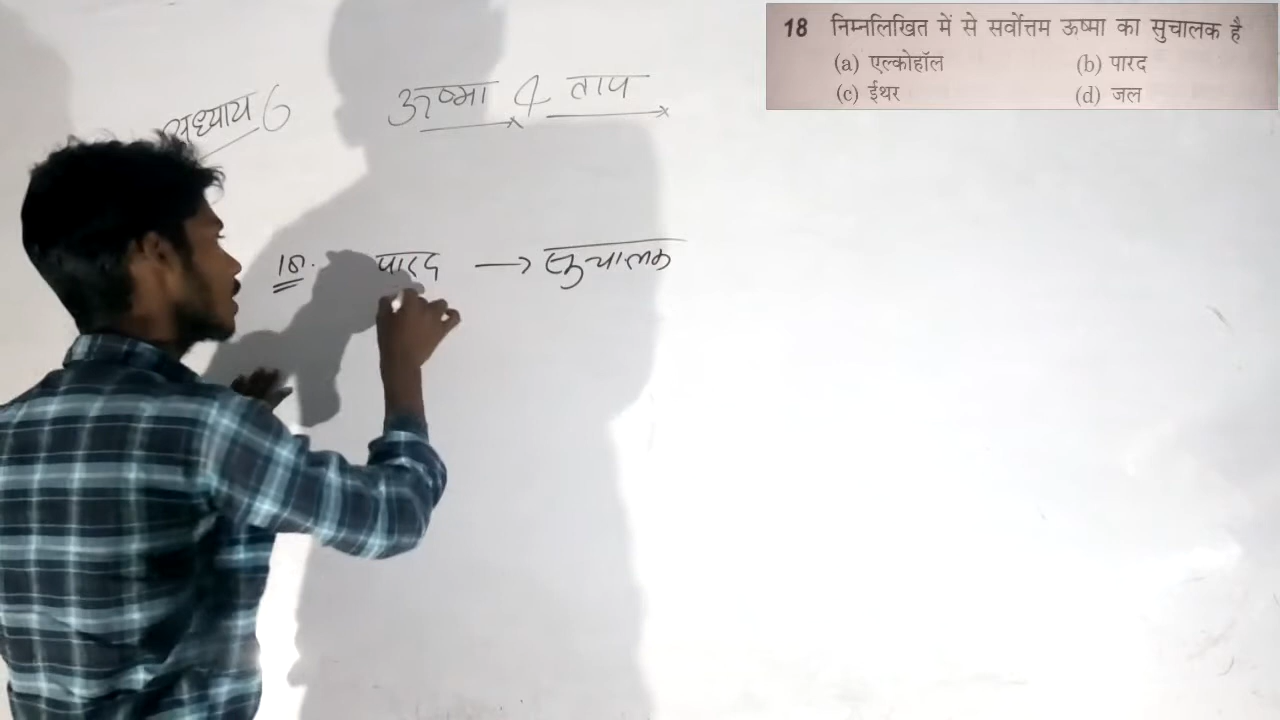 अध्याय 6
ऊष्मा & ताप
18. पारद → सुचालक
18 निम्नलिखित में से सर्वोत्तम ऊष्मा का सुचालक है
(a) एल्कोहॉल (b) पारद
(c) ईथर (d) जल